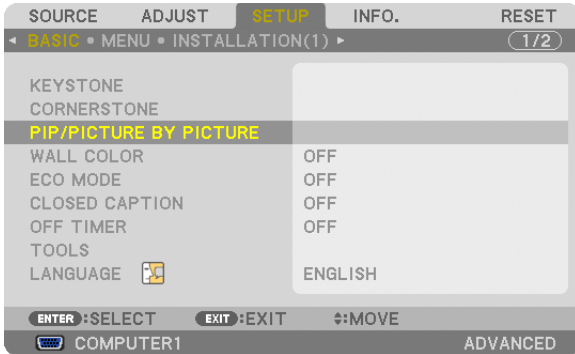 SOURCE ADJUST SETUP INFO. RESET
◂ BASIC • MENU • INSTALLATION(1) ▸ 1/2
KEYSTONE
CORNERSTONE
PIP/PICTURE BY PICTURE
WALL COLOR OFF
ECO MODE OFF
CLOSED CAPTION OFF
OFF TIMER OFF
TOOLS
LANGUAGE ENGLISH
ENTER :SELECT EXIT :EXIT :MOVE
COMPUTER1 ADVANCED